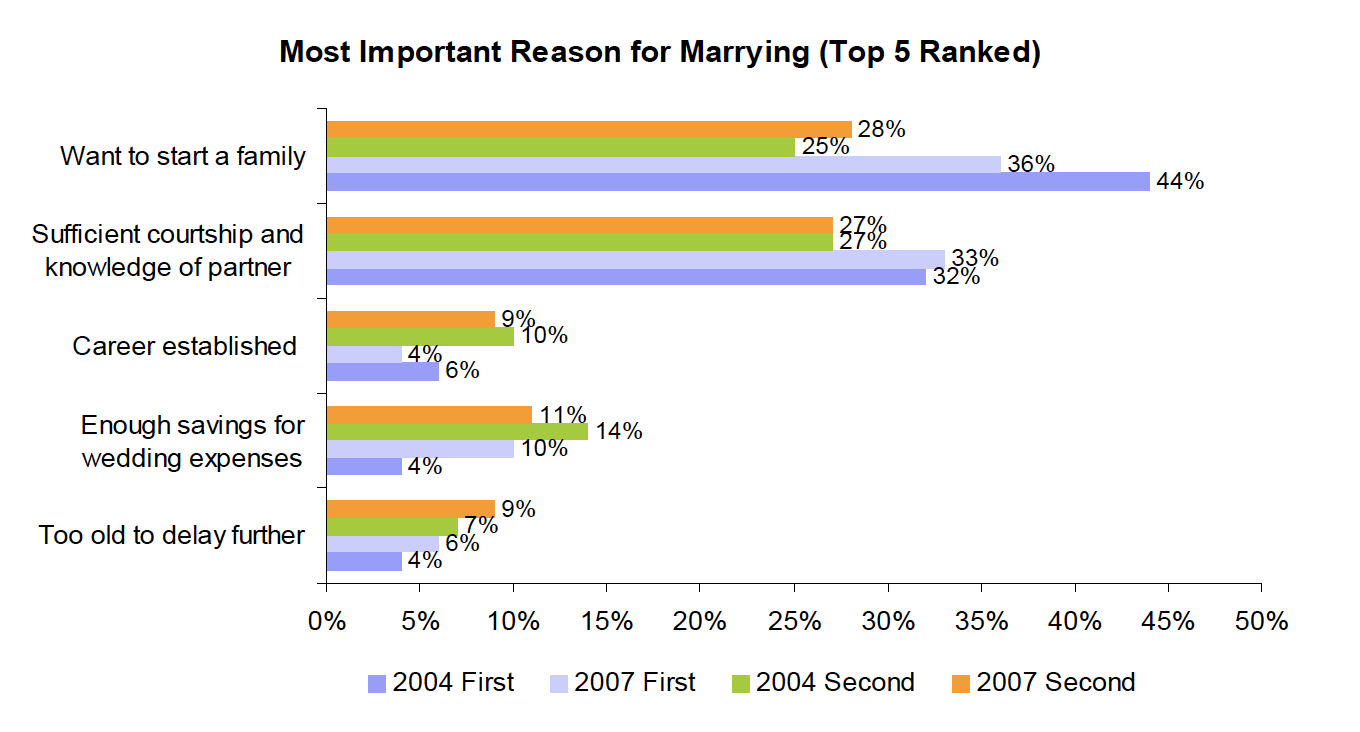 Most Important Reason for Marrying (Top 5 Ranked)
Want to start a family
28%
25%
36%
44%
Sufficient courtship and
knowledge of partner
27%
27%
33%
32%
Career established
9%
10%
4%
6%
Enough savings for
wedding expenses
11%
14%
10%
4%
Too old to delay further
9%
7%
6%
4%
0% 5% 10% 15% 20% 25% 30% 35% 40% 45% 50%
2004 First 2007 First 2004 Second 2007 Second